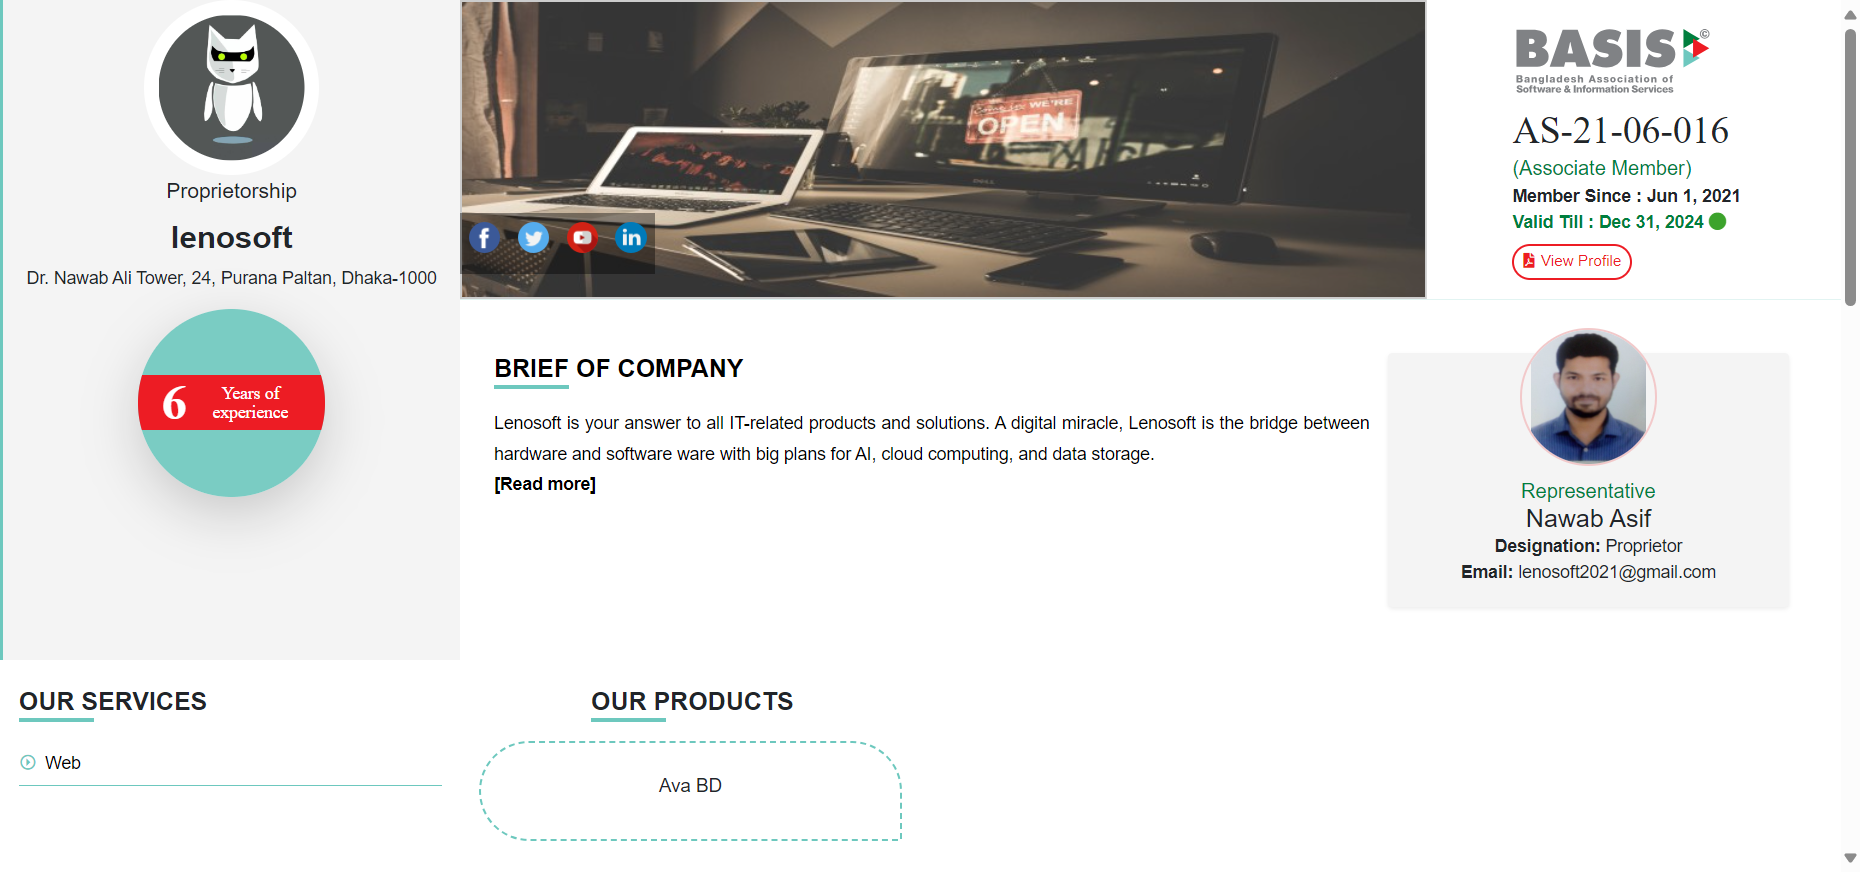 Proprietorship
lenosoft
Dr. Nawab Ali Tower, 24, Purana Paltan, Dhaka-1000
6
Years of
experience
WE'RE
OPEN
DELL
BASIS
©
Bangladesh Association of
Software & Information Services
AS-21-06-016
(Associate Member)
Member Since : Jun 1, 2021
Valid Till : Dec 31, 2024
View Profile
BRIEF OF COMPANY
Lenosoft is your answer to all IT-related products and solutions. A digital miracle, Lenosoft is the bridge between
hardware and software ware with big plans for AI, cloud computing, and data storage.
[Read more]
Representative
Nawab Asif
Designation: Proprietor
Email: lenosoft2021@gmail.com
OUR SERVICES
Web
OUR PRODUCTS
Ava BD